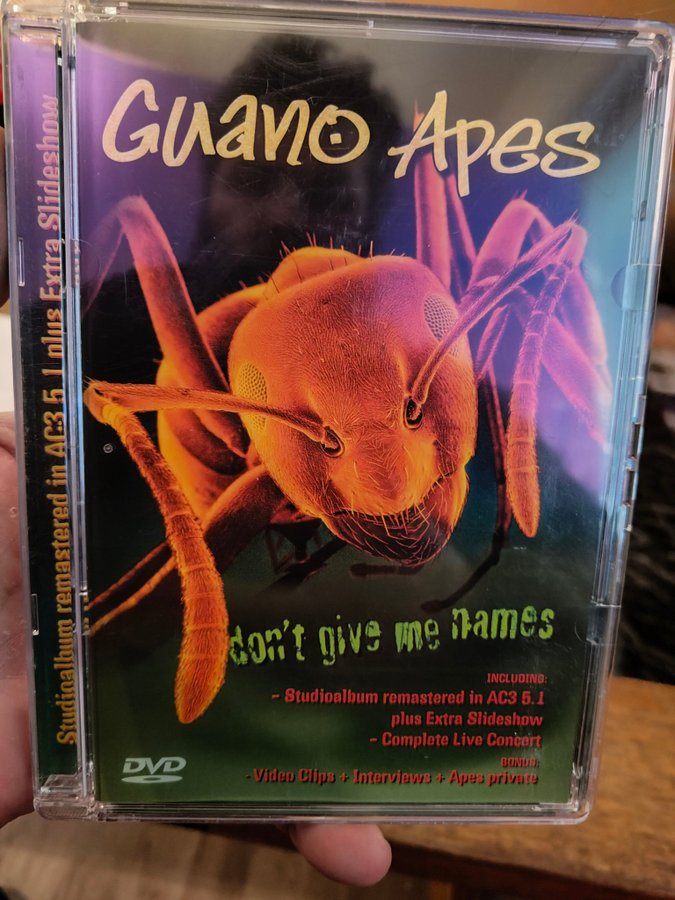 Guano Apes
don't give me names
INCLUDING:
- Studioalbum remastered in AC3 5.1
plus Extra Slideshow
- Complete Live Concert
BONUS:
-Video Clips + Interviews + Apes private
DVD
Studioalbum remastered in AC3 5.1 plus Extra Slideshow